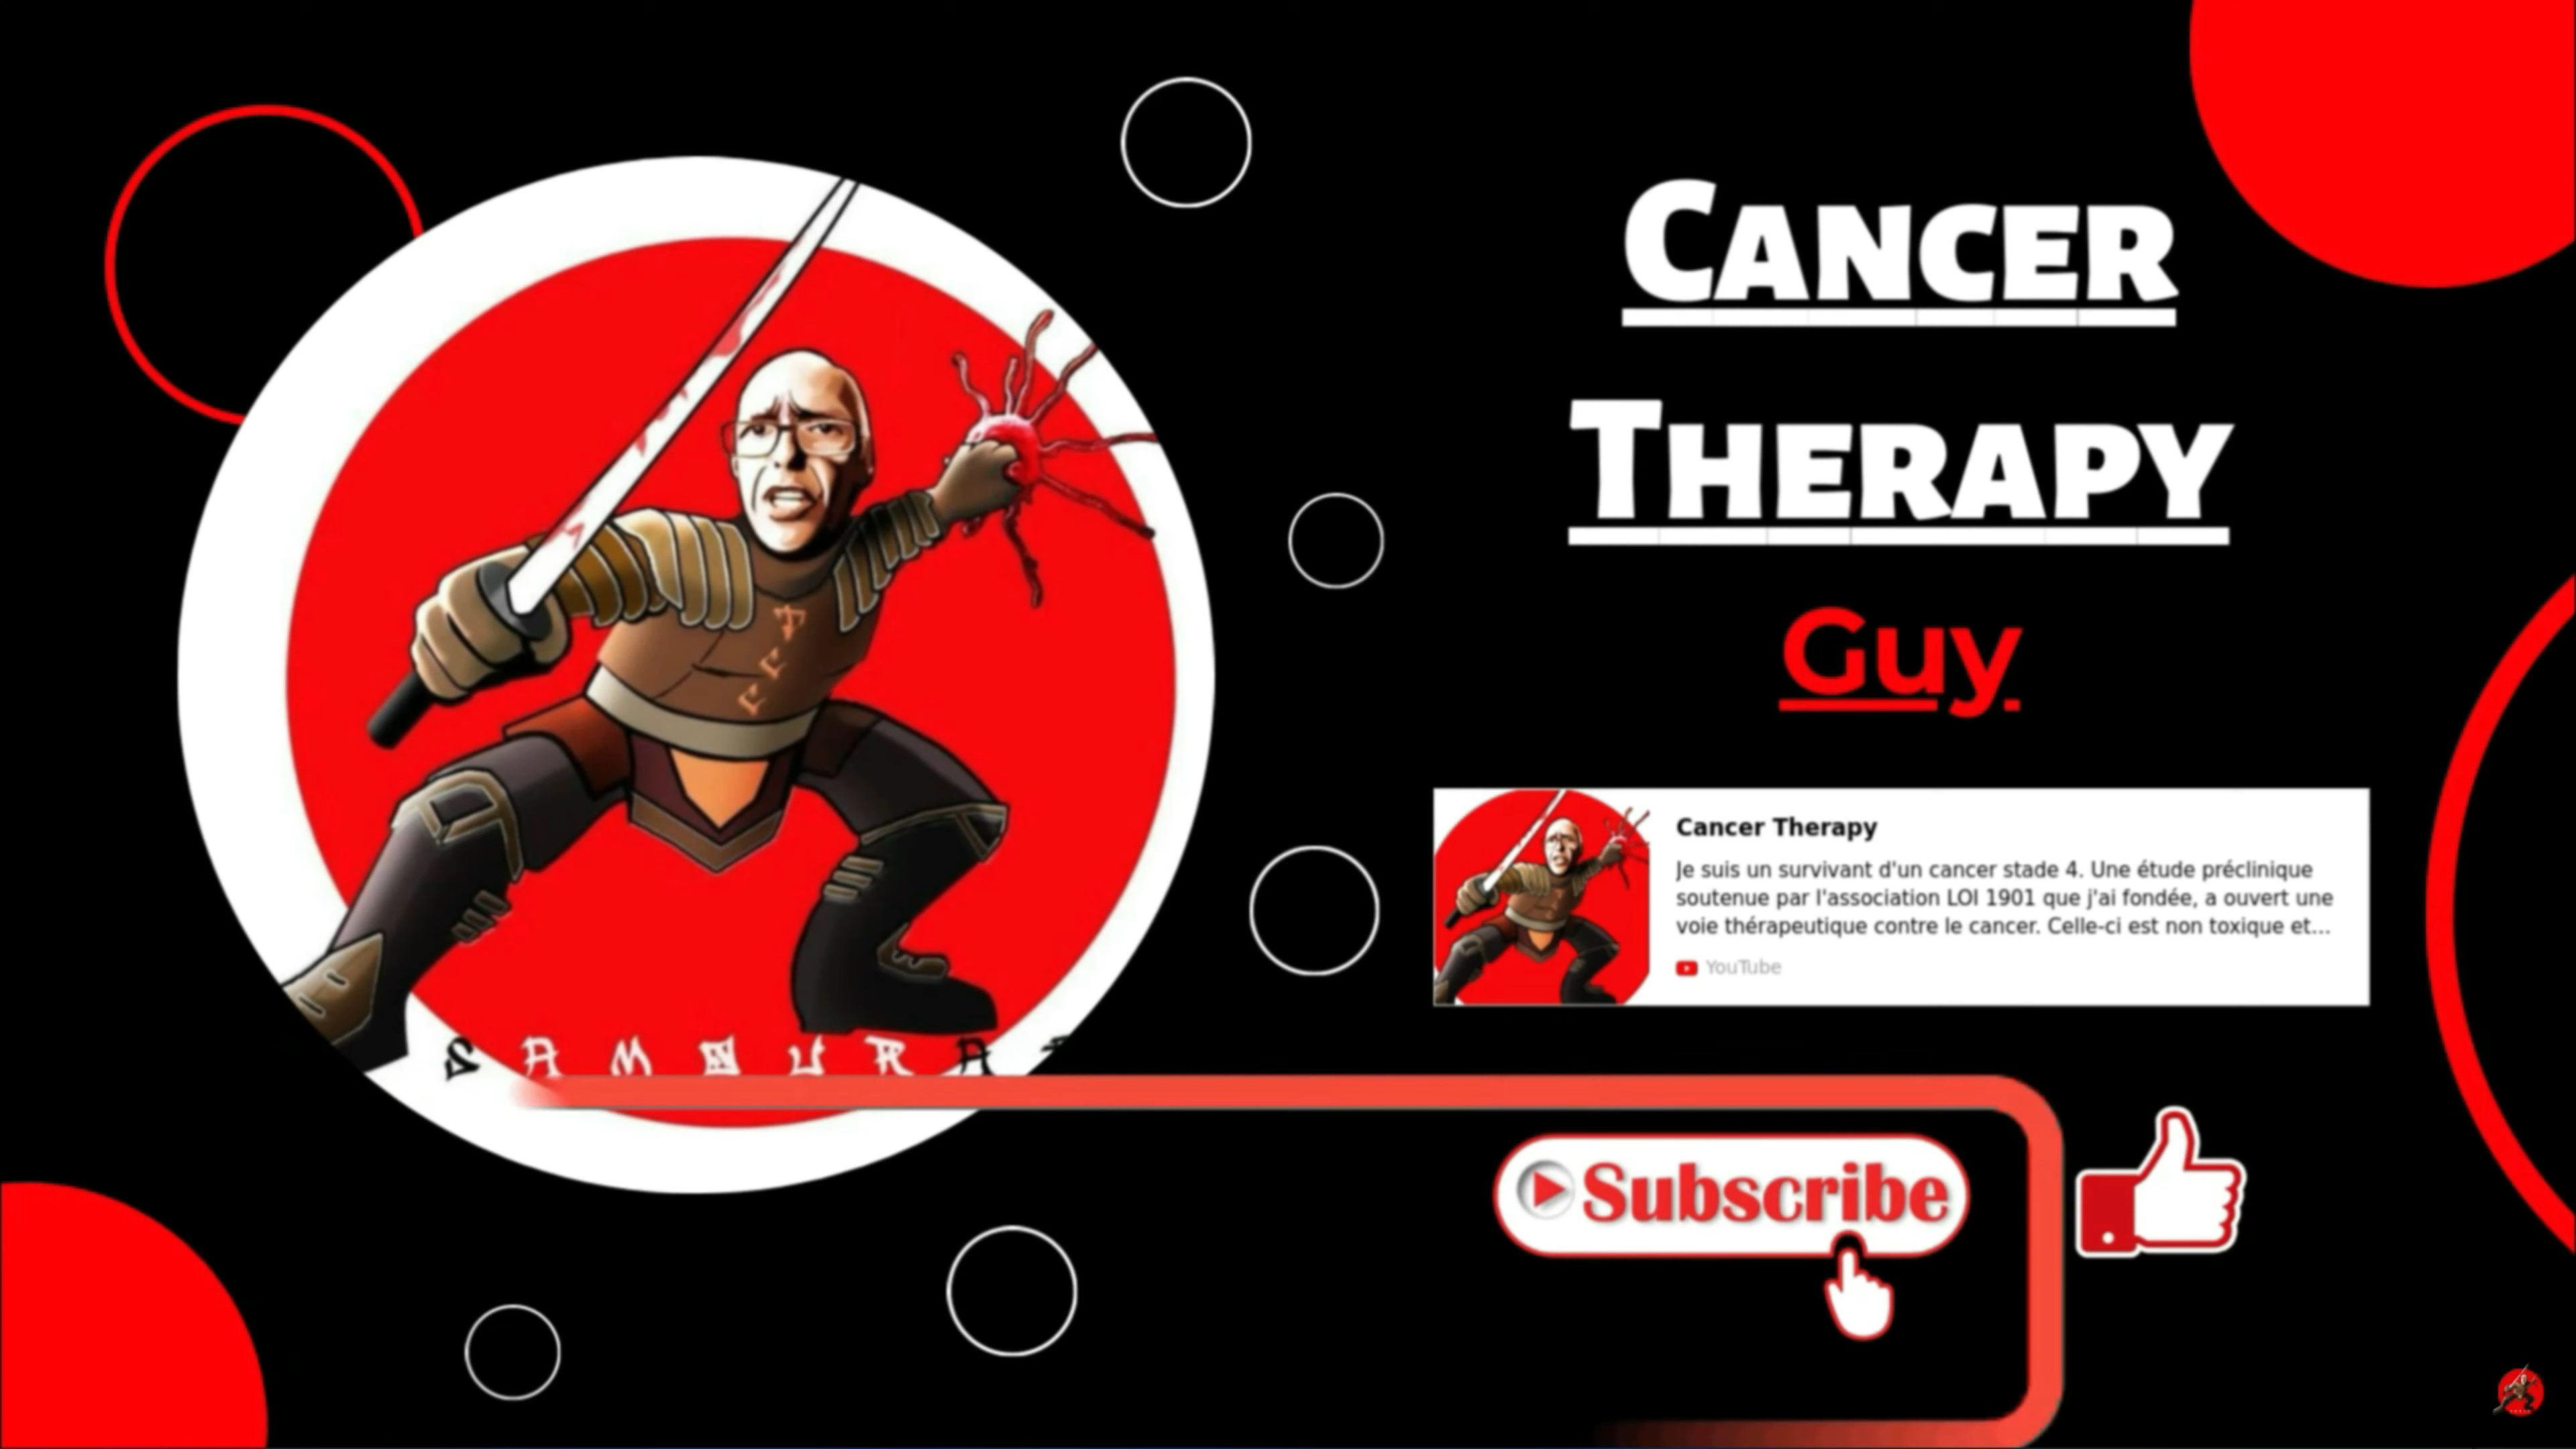 Cancer
Therapy
Guy
Cancer Therapy
Je suis un survivant d'un cancer stade 4. Une étude préclinique
soutenue par l'association LOI 1901 que j'ai fondée, a ouvert une
voie thérapeutique contre le cancer. Celle-ci est non toxique et...
YouTube
Subscribe